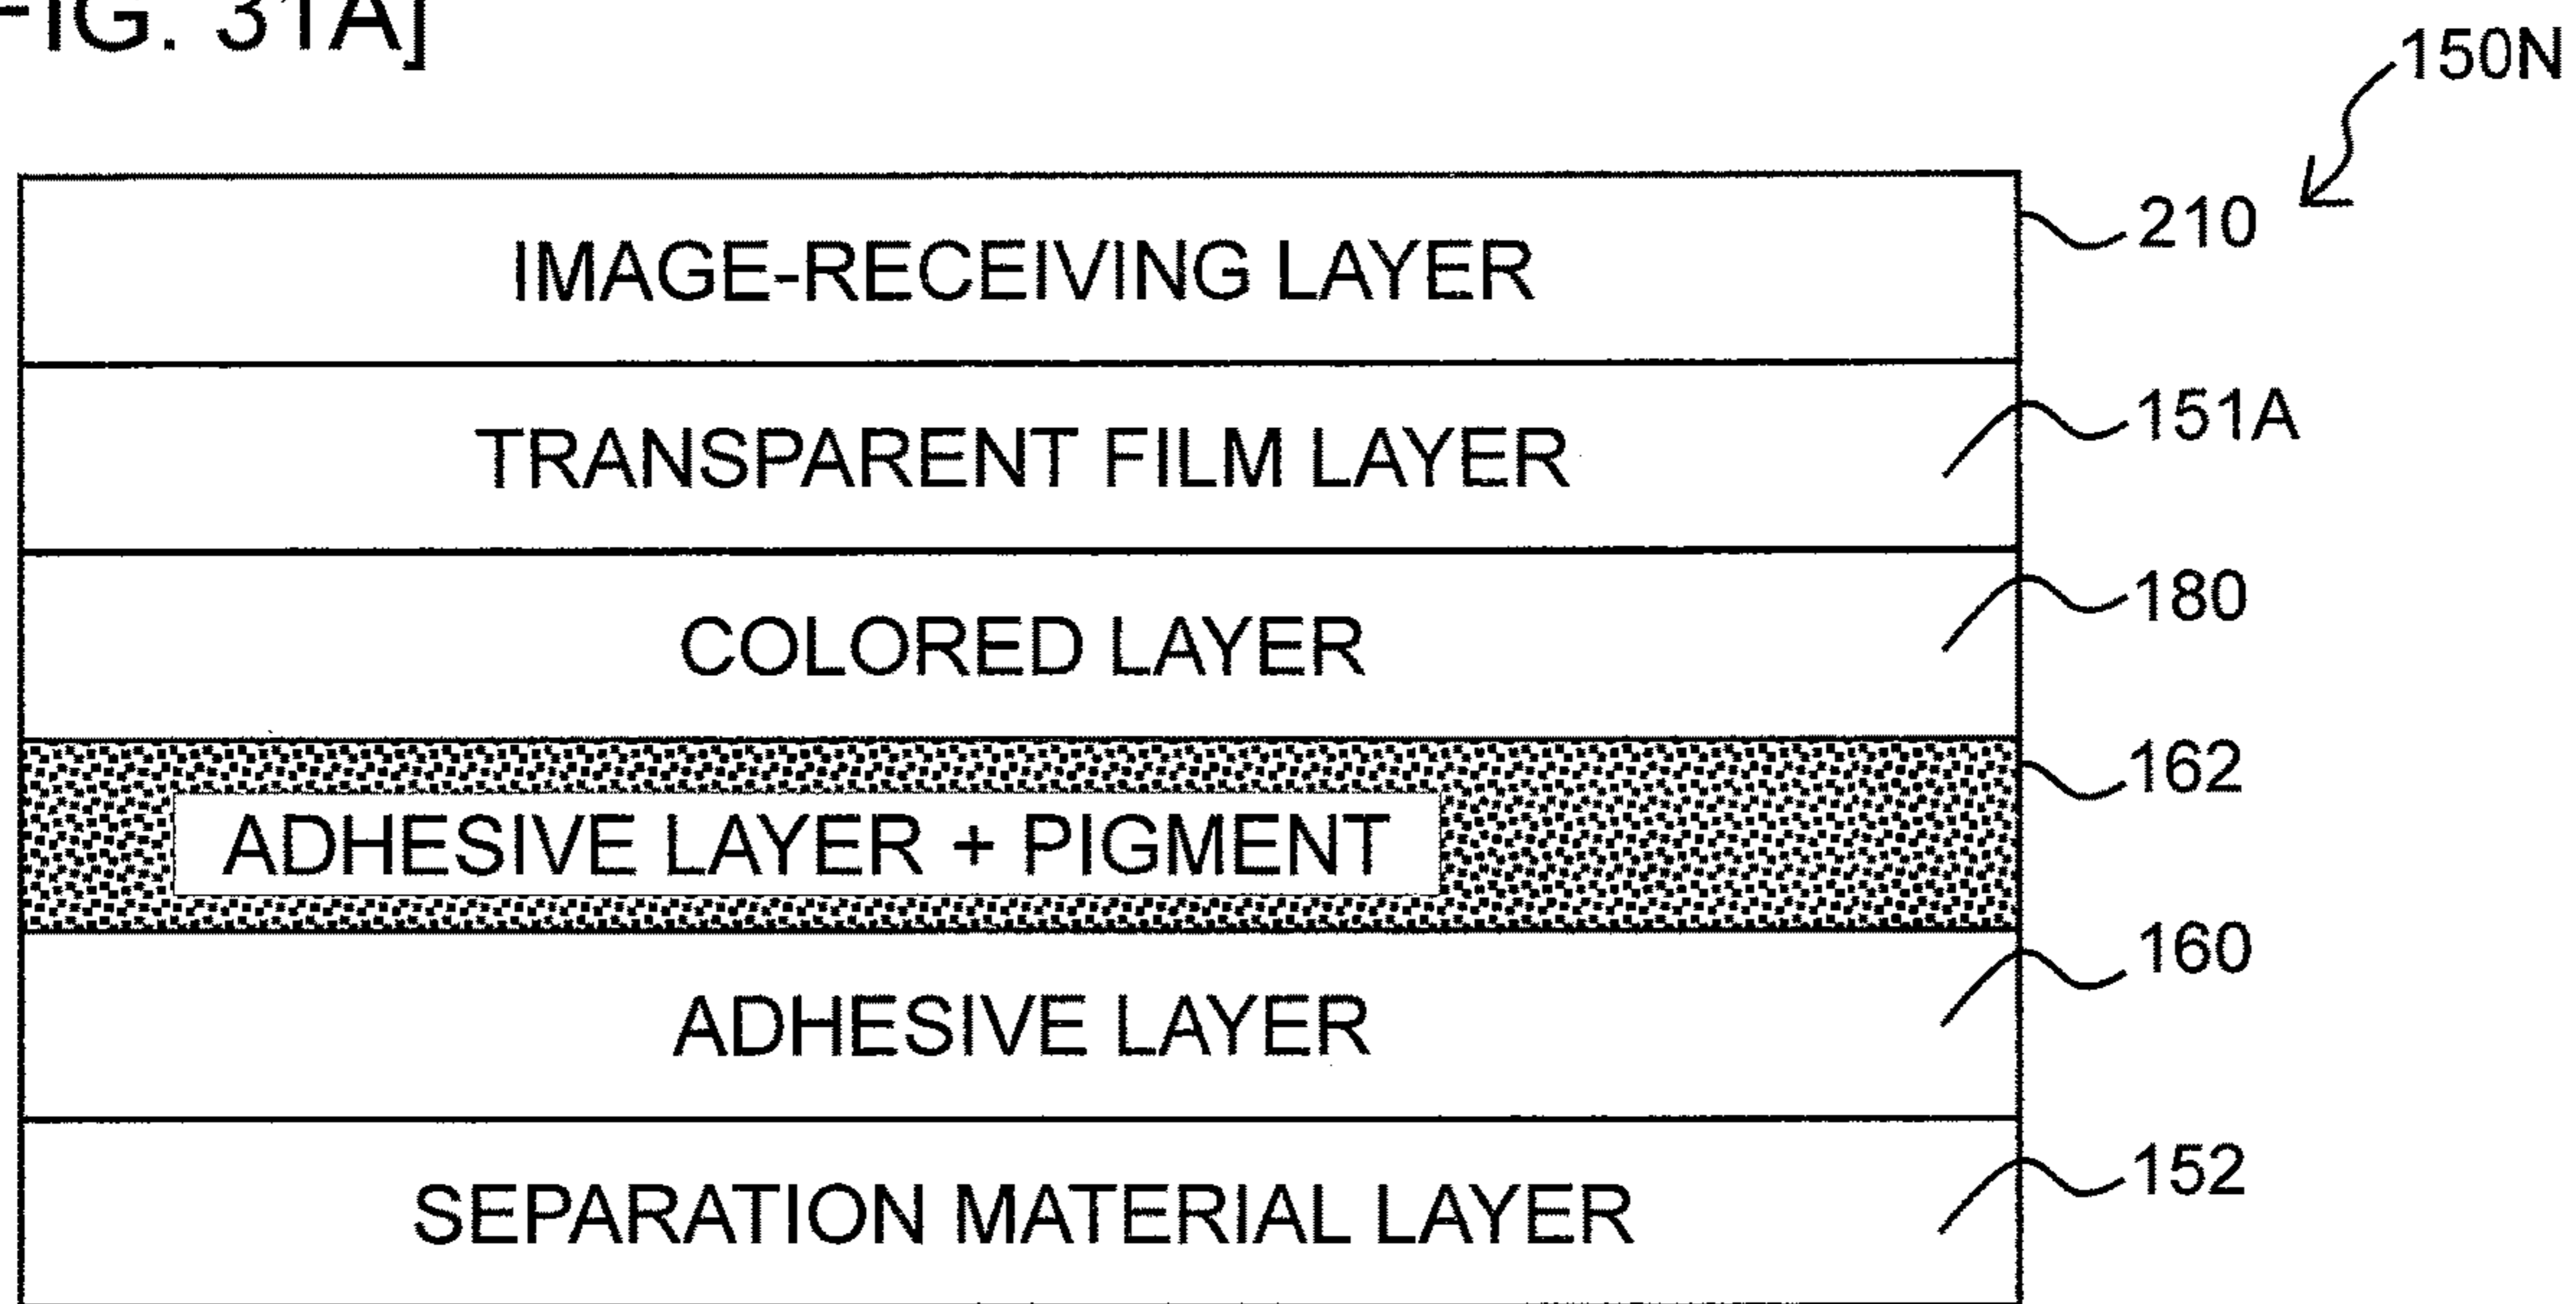 FIG. 31A]
150N
IMAGE-RECEIVING LAYER 210
TRANSPARENT FILM LAYER 151A
COLORED LAYER 180
ADHESIVE LAYER + PIGMENT 162
ADHESIVE LAYER 160
SEPARATION MATERIAL LAYER 152